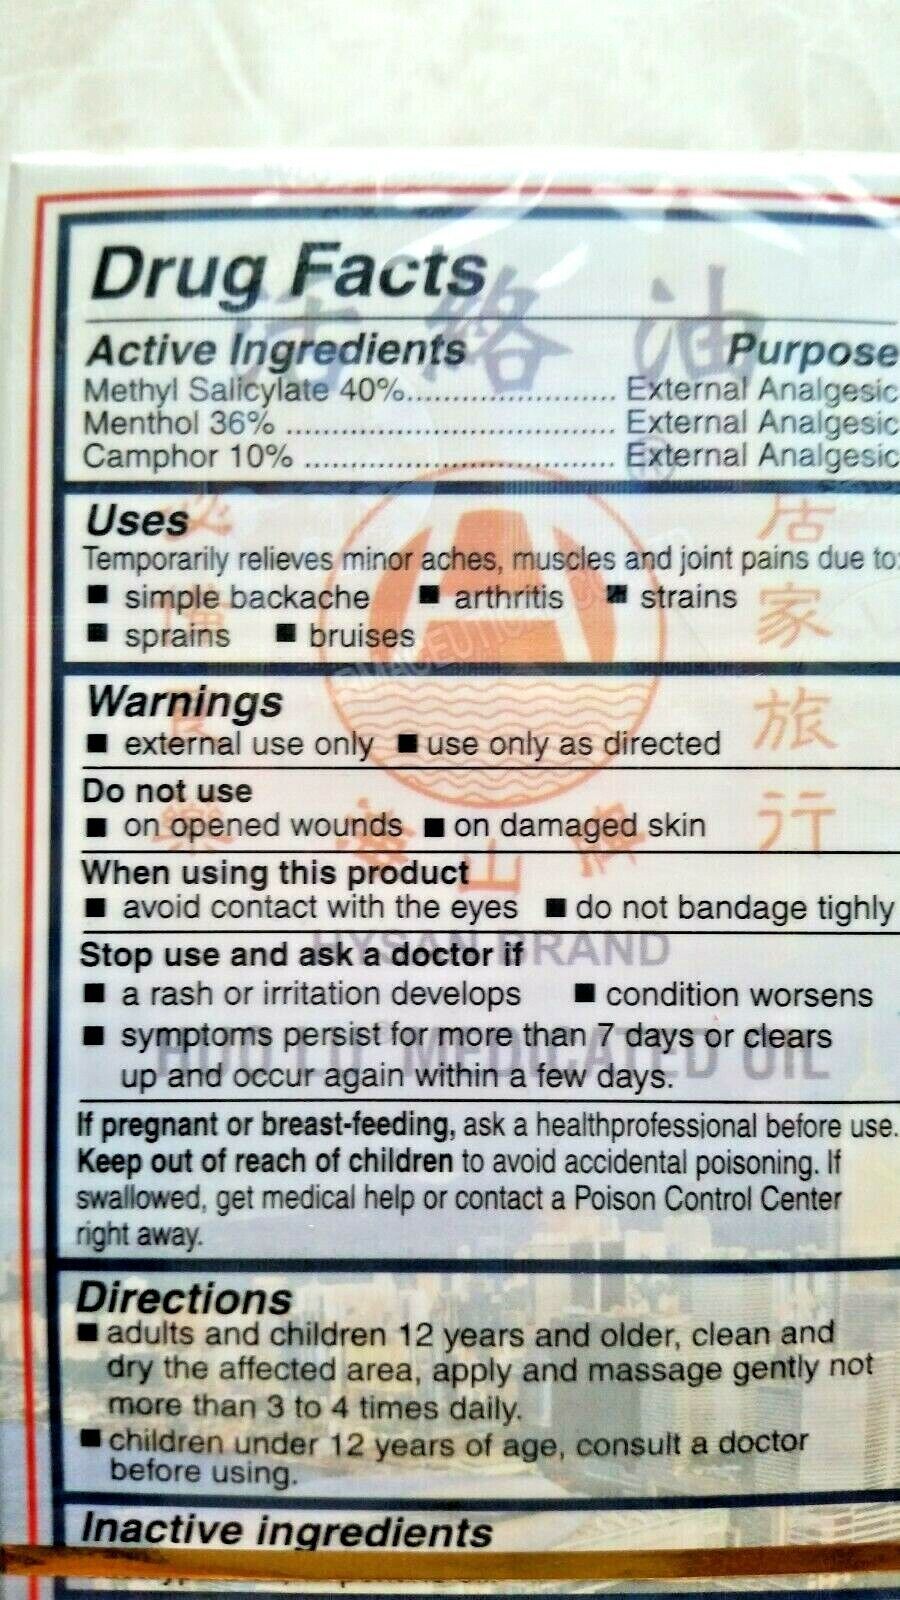 Drug Facts
活絡油
Active Ingredients Purpose
Methyl Salicylate 40%........................ External Analgesic
Menthol 36% ...................................... External Analgesic
Camphor 10% .................................... External Analgesic
Uses
Temporarily relieves minor aches, muscles and joint pains due to:
■ simple backache ■ arthritis ■ strains
■ sprains ■ bruises
居家旅行
Warnings
■ external use only ■ use only as directed
Do not use
■ on opened wounds ■ on damaged skin
海山牌
When using this product
■ avoid contact with the eyes ■ do not bandage tighly
HYSAN BRAND
Stop use and ask a doctor if
■ a rash or irritation develops ■ condition worsens
■ symptoms persist for more than 7 days or clears
MEDICATED OIL
up and occur again within a few days.
If pregnant or breast-feeding, ask a healthprofessional before use.
Keep out of reach of children to avoid accidental poisoning. If
swallowed, get medical help or contact a Poison Control Center
right away.
Directions
■ adults and children 12 years and older, clean and
dry the affected area, apply and massage gently not
more than 3 to 4 times daily.
■ children under 12 years of age, consult a doctor
before using.
Inactive ingredients